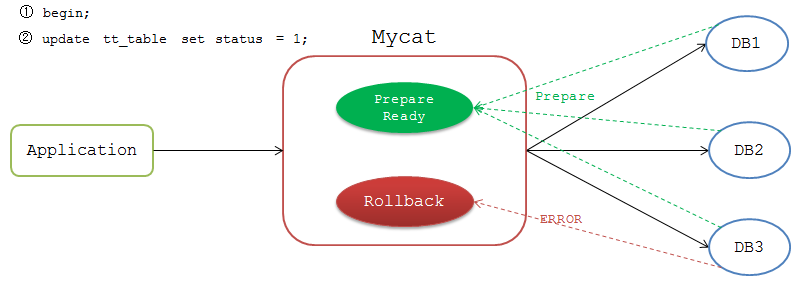 ① begin;
② update tt_table set status = 1;
Mycat
DB1
Prepare
Ready
Prepare
Application
DB2
Rollback
ERROR
DB3